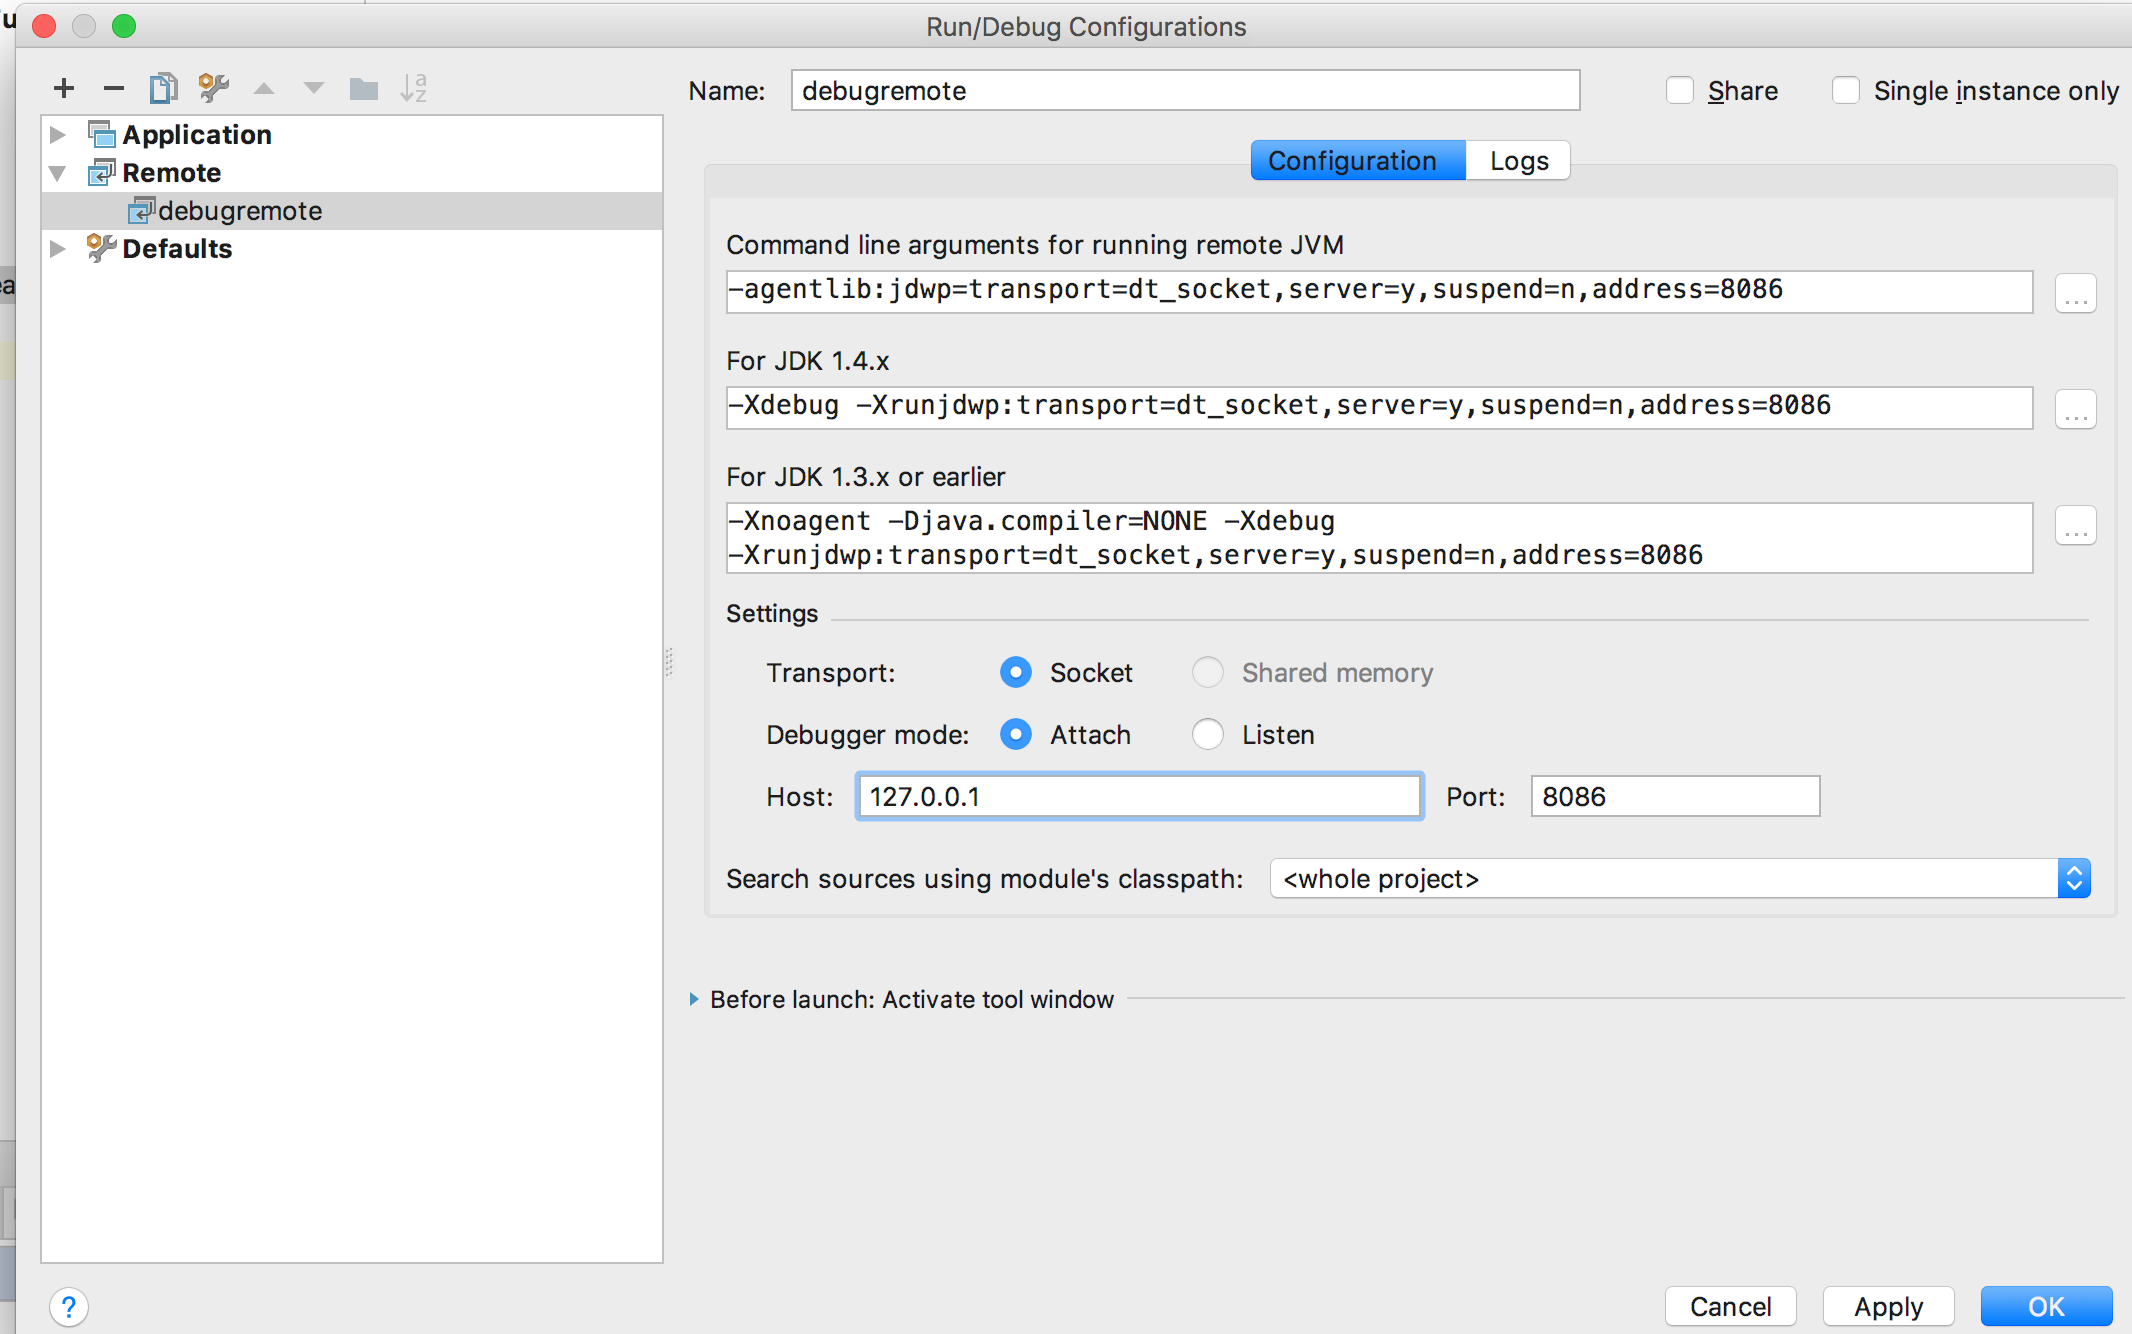 Run/Debug Configurations
Name: debugremote Share Single instance only
Application
Remote
debugremote
Defaults
Configuration Logs
Command line arguments for running remote JVM
-agentlib:jdwp=transport=dt_socket,server=y,suspend=n,address=8086
...
For JDK 1.4.x
-Xdebug -Xrunjdwp:transport=dt_socket,server=y,suspend=n,address=8086
...
For JDK 1.3.x or earlier
-Xnoagent -Djava.compiler=NONE -Xdebug
-Xrunjdwp:transport=dt_socket,server=y,suspend=n,address=8086
...
Settings
Transport: Socket Shared memory
Debugger mode: Attach Listen
Host: 127.0.0.1 Port: 8086
Search sources using module's classpath: <whole project>
Before launch: Activate tool window
? Cancel Apply OK